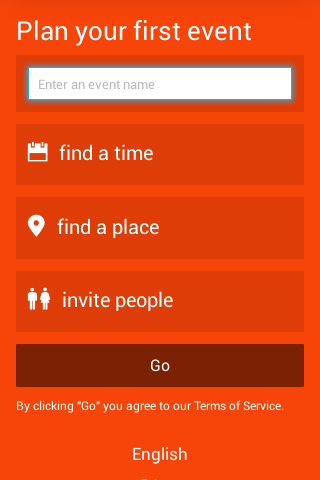 Plan your first event
Enter an event name
find a time
find a place
invite people
Go
By clicking "Go" you agree to our Terms of Service.
English